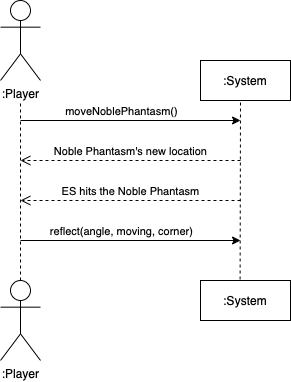 :Player
:System
moveNoblePhantasm()
Noble Phantasm's new location
ES hits the Noble Phantasm
reflect(angle, moving, corner)
:Player
:System